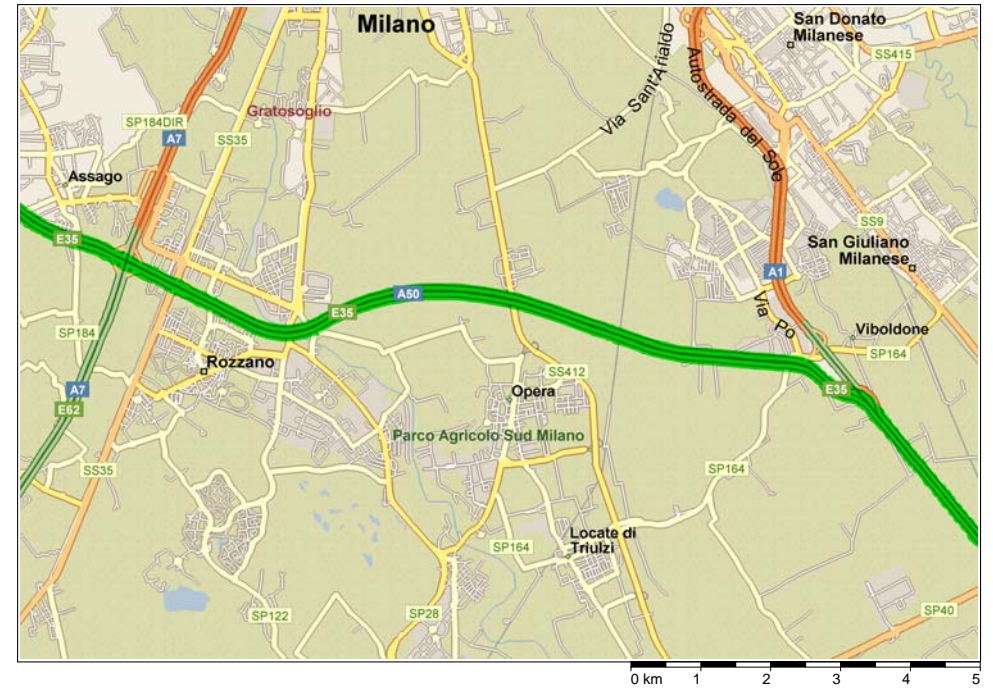 Milano
San Donato
Milanese
SS415
Via Sant'Arialdo
Autostrada del Sole
Gratosoglio
SP184DIR
A7
SS35
Assago
SS9
E35
San Giuliano
Milanese
A1
A50
E35
Via Po
Viboldone
SP184
SP164
Rozzano
SS412
A7
Opera
E35
E62
Parco Agricolo Sud Milano
SS35
SP164
Locate di
Triulzi
SP164
SP122
SP28
SP40
0 km 1 2 3 4 5